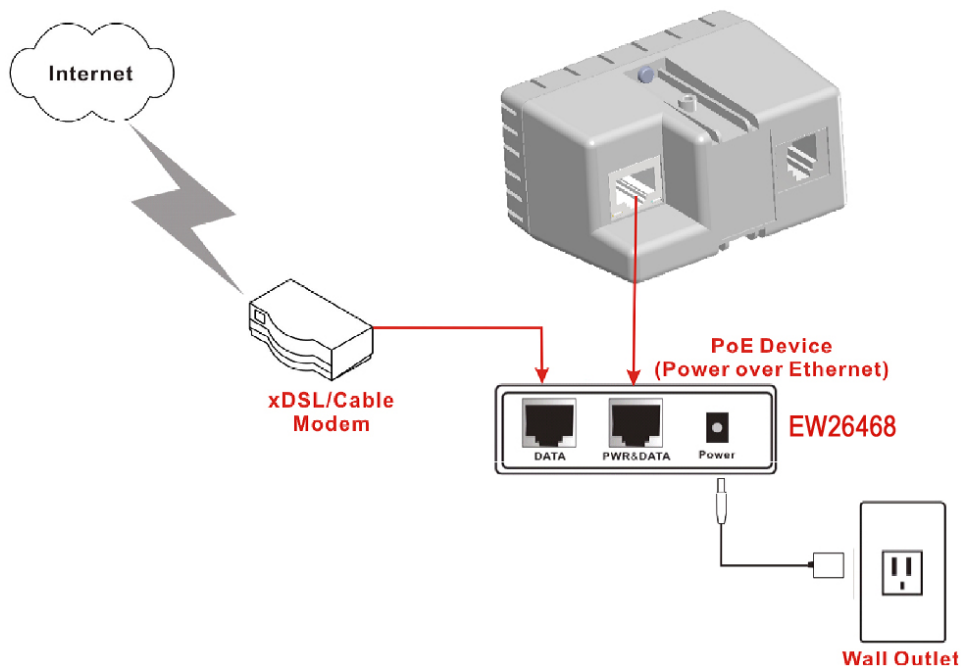 Internet
xDSL/Cable
Modem
PoE Device
(Power over Ethernet)
EW26468
DATA
PWR&DATA
Power
Wall Outlet